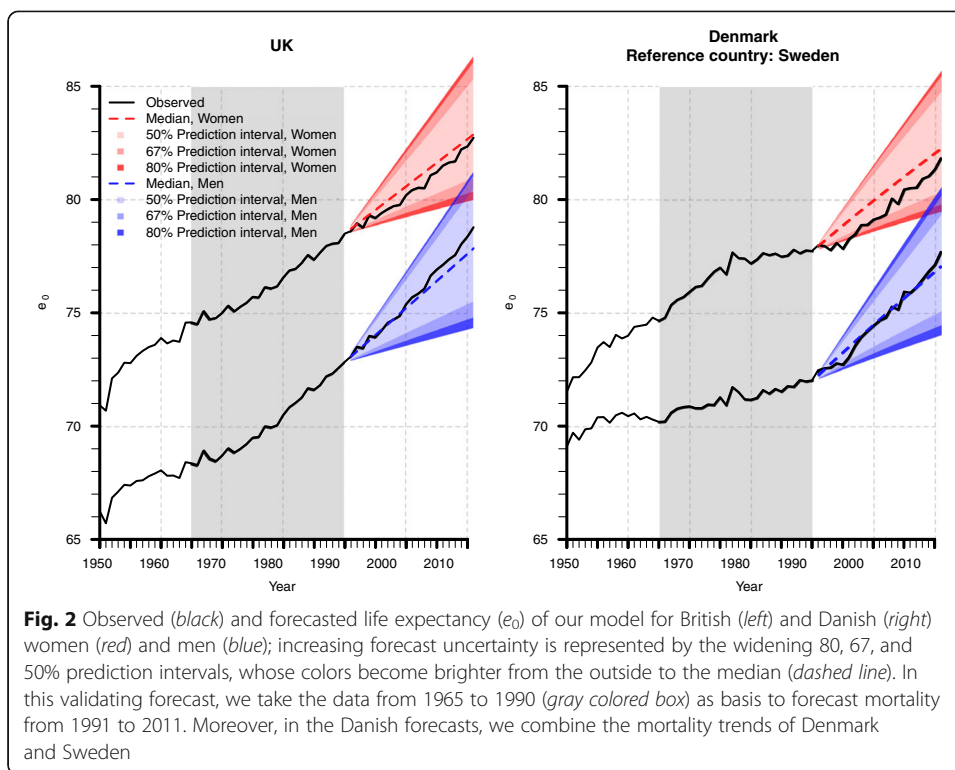 UK
85
80
75
70
65
e0
Observed
Median, Women
50% Prediction interval, Women
67% Prediction interval, Women
80% Prediction interval, Women
Median, Men
50% Prediction interval, Men
67% Prediction interval, Men
80% Prediction interval, Men
1950 1960 1970 1980 1990 2000 2010
Year
Denmark
Reference country: Sweden
85
80
75
70
65
e0
1950 1960 1970 1980 1990 2000 2010
Year
Fig. 2 Observed (black) and forecasted life expectancy (e0) of our model for British (left) and Danish (right)
women (red) and men (blue); increasing forecast uncertainty is represented by the widening 80, 67, and
50% prediction intervals, whose colors become brighter from the outside to the median (dashed line). In
this validating forecast, we take the data from 1965 to 1990 (gray colored box) as basis to forecast mortality
from 1991 to 2011. Moreover, in the Danish forecasts, we combine the mortality trends of Denmark
and Sweden